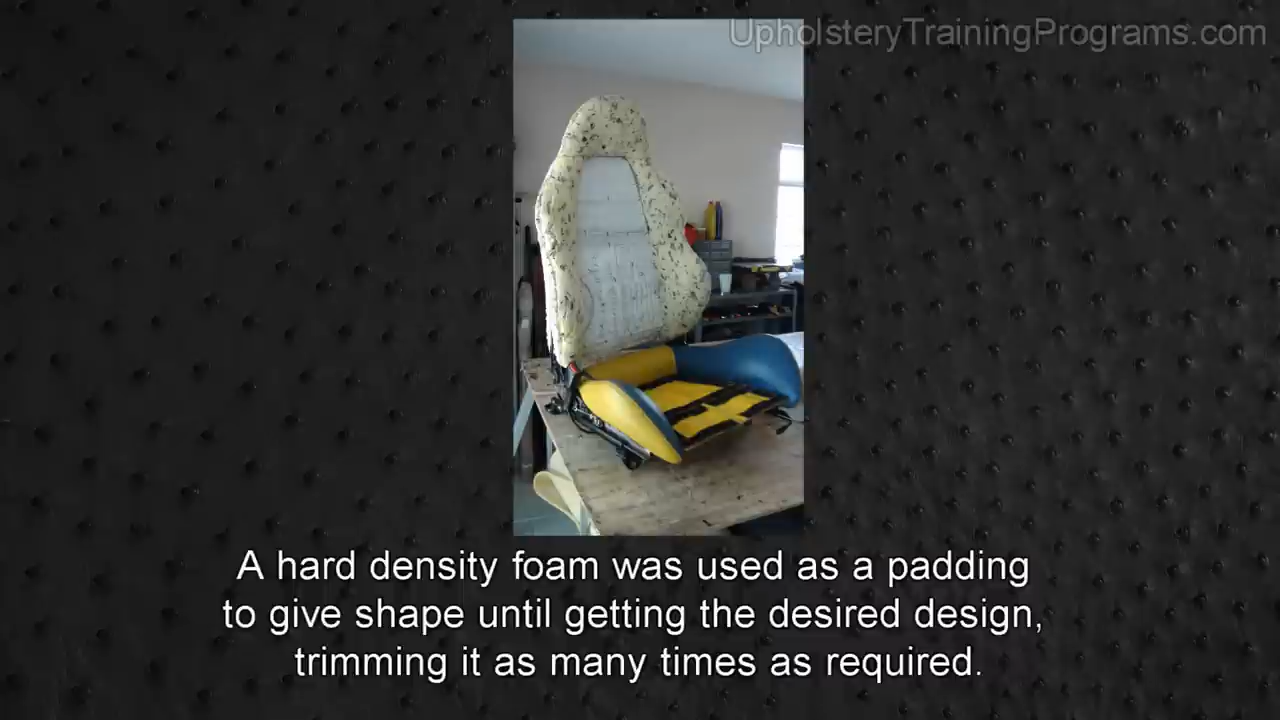 UpholsteryTrainingPrograms.com
A hard density foam was used as a padding
to give shape until getting the desired design,
trimming it as many times as required.